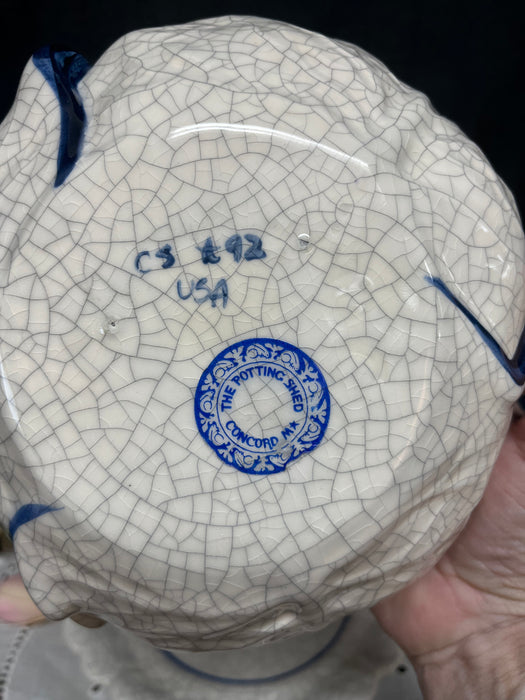 CS ★92
USA
THE POTTING SHED
CONCORD MA